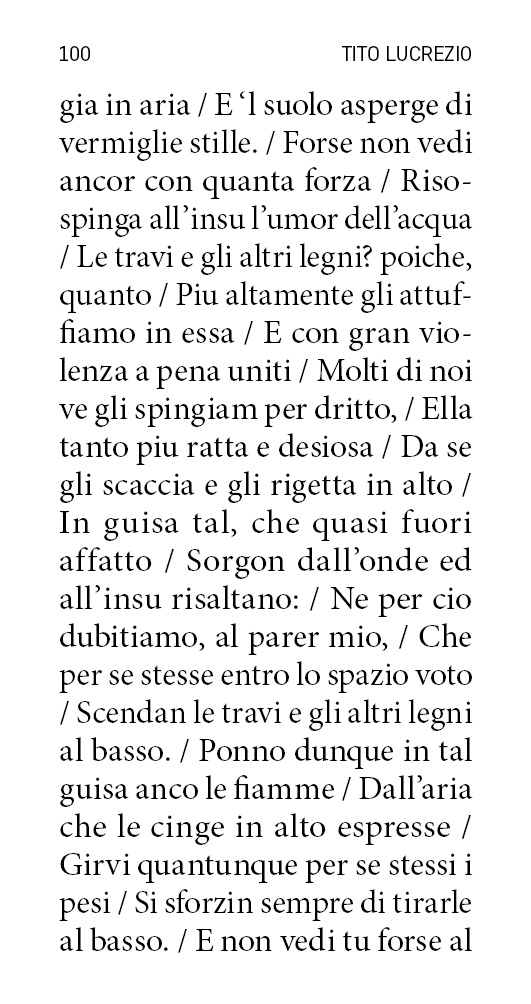 100 TITO LUCREZIO
gia in aria / E ‘l suolo asperge di
vermiglie stille. / Forse non vedi
ancor con quanta forza / Riso-
spinga all’insu l’umor dell’acqua
/ Le travi e gli altri legni? poiche,
quanto / Piu altamente gli attuf-
fiamo in essa / E con gran vio-
lenza a pena uniti / Molti di noi
ve gli spingiam per dritto, / Ella
tanto piu ratta e desiosa / Da se
gli scaccia e gli rigetta in alto /
In guisa tal, che quasi fuori
affatto / Sorgon dall’onde ed
all’insu risaltano: / Ne per cio
dubitiamo, al parer mio, / Che
per se stesse entro lo spazio voto
/ Scendan le travi e gli altri legni
al basso. / Ponno dunque in tal
guisa anco le fiamme / Dall’aria
che le cinge in alto espresse /
Girvi quantunque per se stessi i
pesi / Si sforzin sempre di tirarle
al basso. / E non vedi tu forse al